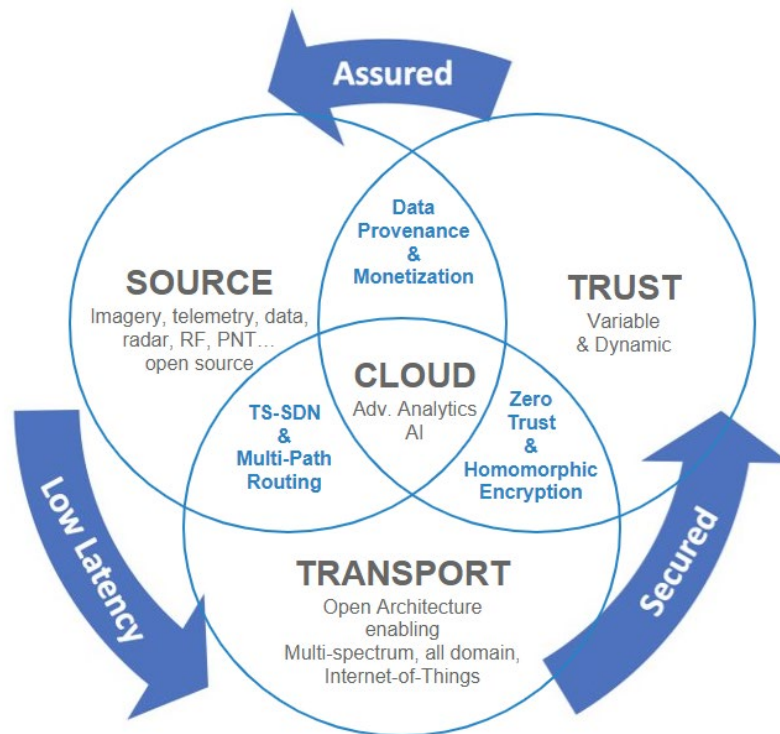 Assured
Data
Provenance
&
Monetization
SOURCE
Imagery, telemetry, data,
radar, RF, PNT…
open source
TRUST
Variable
& Dynamic
CLOUD
Adv. Analytics
AI
TS-SDN
&
Multi-Path
Routing
Zero
Trust
&
Homomorphic
Encryption
Low Latency
Secured
TRANSPORT
Open Architecture
enabling
Multi-spectrum, all domain,
Internet-of-Things